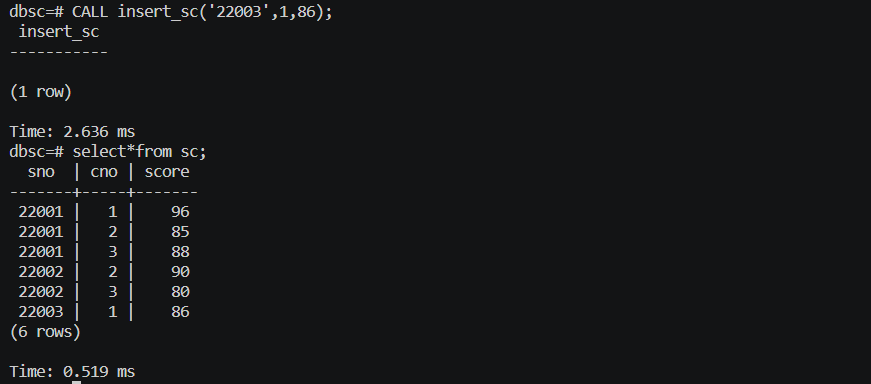 dbsc=# CALL insert_sc('22003',1,86);
 insert_sc
-----------

(1 row)

Time: 2.636 ms
dbsc=# select*from sc;
  sno  | cno | score
-------+-----+-------
 22001 |   1 |    96
 22001 |   2 |    85
 22001 |   3 |    88
 22002 |   2 |    90
 22002 |   3 |    80
 22003 |   1 |    86
(6 rows)

Time: 0.519 ms